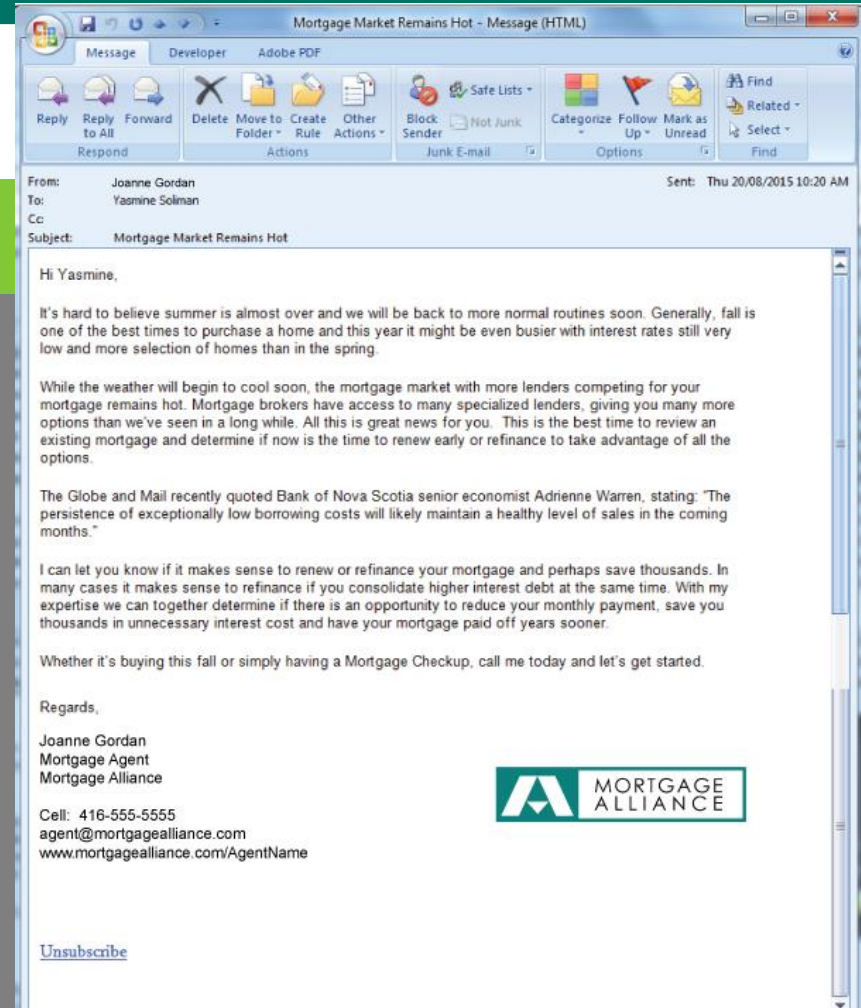 Mortgage Market Remains Hot - Message (HTML)
Message Developer Adobe PDF
Reply Reply to All Forward Delete Move to Folder Create Rule Other Actions Block Sender Safe Lists Not Junk Categorize Follow Up Mark as Unread Find Related Select
Respond Actions Junk E-mail Options Find
From: Joanne Gordan Sent: Thu 20/08/2015 10:20 AM
To: Yasmine Soliman
Cc:
Subject: Mortgage Market Remains Hot
Hi Yasmine,
It's hard to believe summer is almost over and we will be back to more normal routines soon. Generally, fall is
one of the best times to purchase a home and this year it might be even busier with interest rates still very
low and more selection of homes than in the spring.
While the weather will begin to cool soon, the mortgage market with more lenders competing for your
mortgage remains hot. Mortgage brokers have access to many specialized lenders, giving you many more
options than we've seen in a long while. All this is great news for you. This is the best time to review an
existing mortgage and determine if now is the time to renew early or refinance to take advantage of all the
options.
The Globe and Mail recently quoted Bank of Nova Scotia senior economist Adrienne Warren, stating: "The
persistence of exceptionally low borrowing costs will likely maintain a healthy level of sales in the coming
months."
I can let you know if it makes sense to renew or refinance your mortgage and perhaps save thousands. In
many cases it makes sense to refinance if you consolidate higher interest debt at the same time. With my
expertise we can together determine if there is an opportunity to reduce your monthly payment, save you
thousands in unnecessary interest cost and have your mortgage paid off years sooner.
Whether it's buying this fall or simply having a Mortgage Checkup, call me today and let's get started.
Regards,
Joanne Gordan
Mortgage Agent
Mortgage Alliance
MORTGAGE
ALLIANCE
Cell: 416-555-5555
agent@mortgagealliance.com
www.mortgagealliance.com/AgentName
Unsubscribe